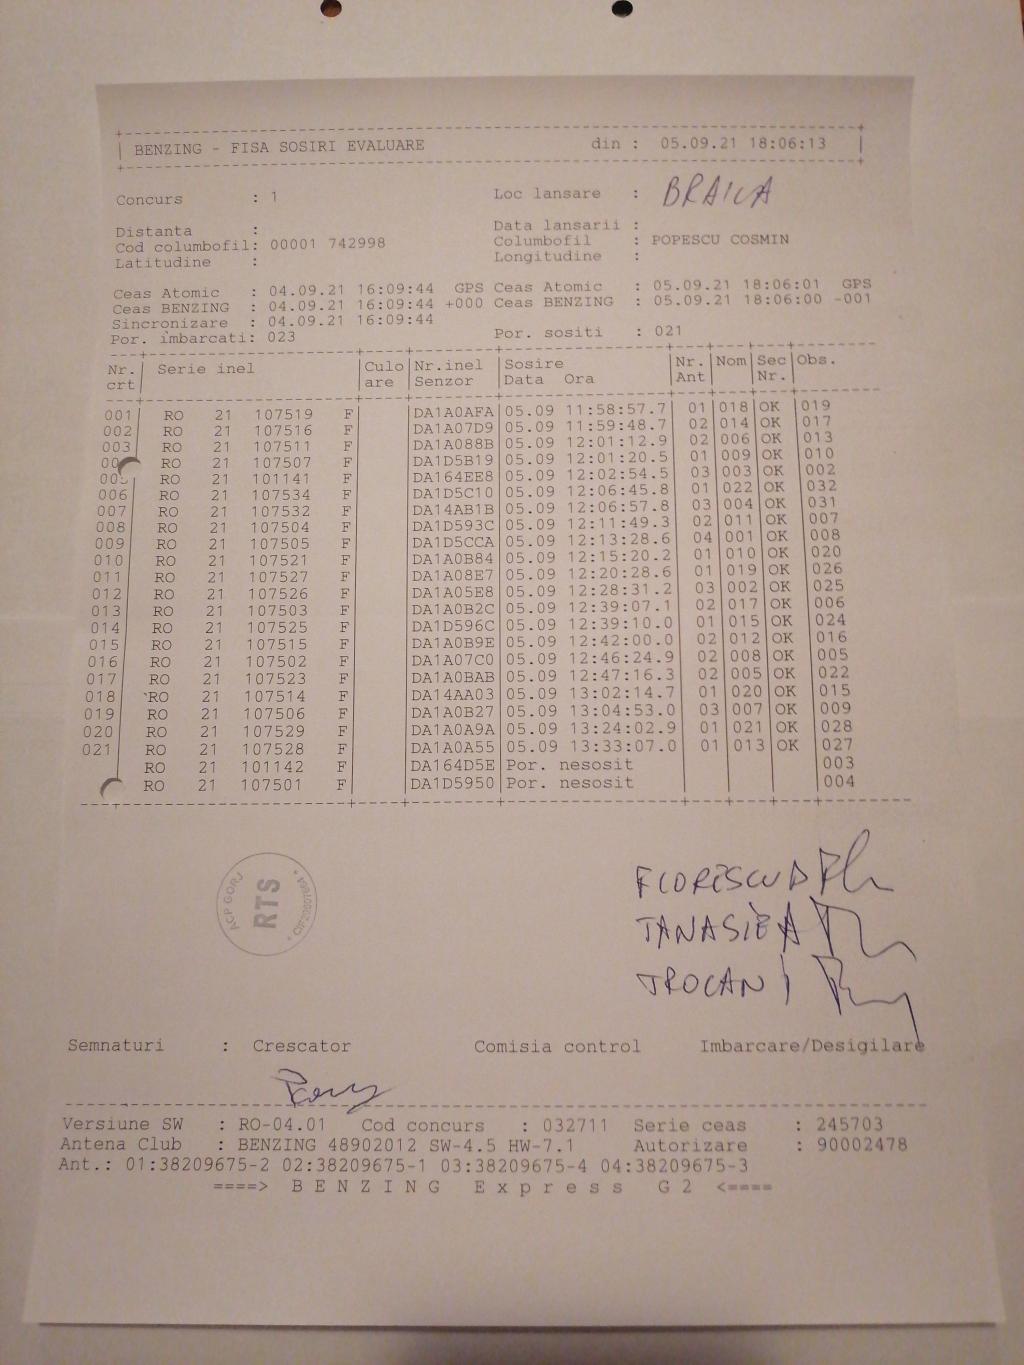 BENZING - FISA SOSIRI EVALUARE din : 05.09.21 18:06:13
Concurs : 1 Loc lansare : BRAILA
Distanta : Data lansarii :
Cod columbofil: 00001 742998 Columbofil : POPESCU COSMIN
Latitudine : Longitudine :
Ceas Atomic : 04.09.21 16:09:44 GPS Ceas Atomic : 05.09.21 18:06:01 GPS
Ceas BENZING : 04.09.21 16:09:44 +000 Ceas BENZING : 05.09.21 18:06:00 -001
Sincronizare : 04.09.21 16:09:44
Por. imbarcati: 023 Por. sositi : 021
Nr. Serie inel Culo Nr.inel Sosire Nr. Nom Sec Obs.
crt are Senzor Data Ora Ant Nr.
001 RO 21 107519 F DA1A0AFA 05.09 11:58:57.7 01 018 OK 019
002 RO 21 107516 F DA1A07D9 05.09 11:59:48.7 02 014 OK 017
003 RO 21 107511 F DA1A088B 05.09 12:01:12.9 02 006 OK 013
RO 21 107507 F DA1D5B19 05.09 12:01:20.5 01 009 OK 010
RO 21 101141 F DA164EE8 05.09 12:02:54.5 03 003 OK 002
006 RO 21 107534 F DA1D5C10 05.09 12:06:45.8 01 022 OK 032
007 RO 21 107532 F DA14AB1B 05.09 12:06:57.8 03 004 OK 031
008 RO 21 107504 F DA1D593C 05.09 12:11:49.3 02 011 OK 007
009 RO 21 107505 F DA1D5CCA 05.09 12:13:28.6 04 001 OK 008
010 RO 21 107521 F DA1A0B84 05.09 12:15:20.2 01 010 OK 020
011 RO 21 107527 F DA1A08E7 05.09 12:20:28.6 01 019 OK 026
012 RO 21 107526 F DA1A05E8 05.09 12:28:31.2 03 002 OK 025
013 RO 21 107503 F DA1A0B2C 05.09 12:39:07.1 02 017 OK 006
014 RO 21 107525 F DA1D596C 05.09 12:39:10.0 01 015 OK 024
015 RO 21 107515 F DA1A0B9E 05.09 12:42:00.0 02 012 OK 016
016 RO 21 107502 F DA1A07C0 05.09 12:46:24.9 02 008 OK 005
017 RO 21 107523 F DA1A0BAB 05.09 12:47:16.3 02 005 OK 022
018 RO 21 107514 F DA14AA03 05.09 13:02:14.7 01 020 OK 015
019 RO 21 107506 F DA1A0B27 05.09 13:04:53.0 03 007 OK 009
020 RO 21 107529 F DA1A0A9A 05.09 13:24:02.9 01 021 OK 028
021 RO 21 107528 F DA1A0A55 05.09 13:33:07.0 01 013 OK 027
RO 21 101142 F DA164D5E Por. nesosit 003
RO 21 107501 F DA1D5950 Por. nesosit 004
ACP GORJ
RTS
FLORESCU D
TANASIE A
TROCAN I
Semnaturi : Crescator Comisia control Imbarcare/Desigilare
Versiune SW : RO-04.01 Cod concurs : 032711 Serie ceas : 245703
Antena Club : BENZING 48902012 SW-4.5 HW-7.1 Autorizare : 90002478
Ant.: 01:38209675-2 02:38209675-1 03:38209675-4 04:38209675-3
====> BENZING Express G2 <====